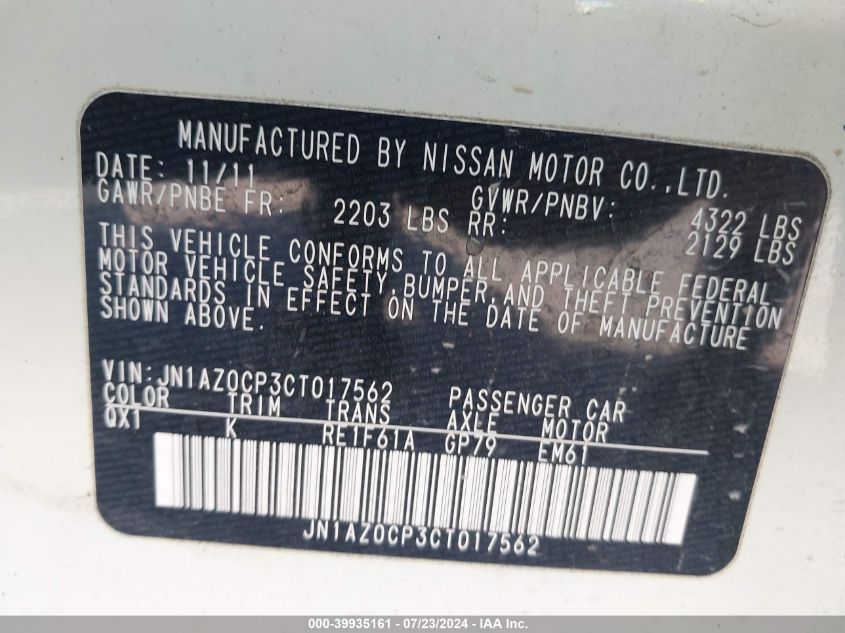 MANUFACTURED BY NISSAN MOTOR CO.,LTD.
DATE: 11/11 GVWR/PNBV: 4322 LBS
GAWR/PNBE FR: 2203 LBS RR: 2129 LBS
THIS VEHICLE CONFORMS TO ALL APPLICABLE FEDERAL
MOTOR VEHICLE SAFETY,BUMPER,AND THEFT PREVENTION
STANDARDS IN EFFECT ON THE DATE OF MANUFACTURE
SHOWN ABOVE.
VIN:JN1AZ0CP3CT017562 PASSENGER CAR
COLOR TRIM TRANS AXLE MOTOR
QX1 K RE1F61A GP79 EM61
JN1AZ0CP3CT017562
000-39935161 - 07/23/2024 - IAA Inc.